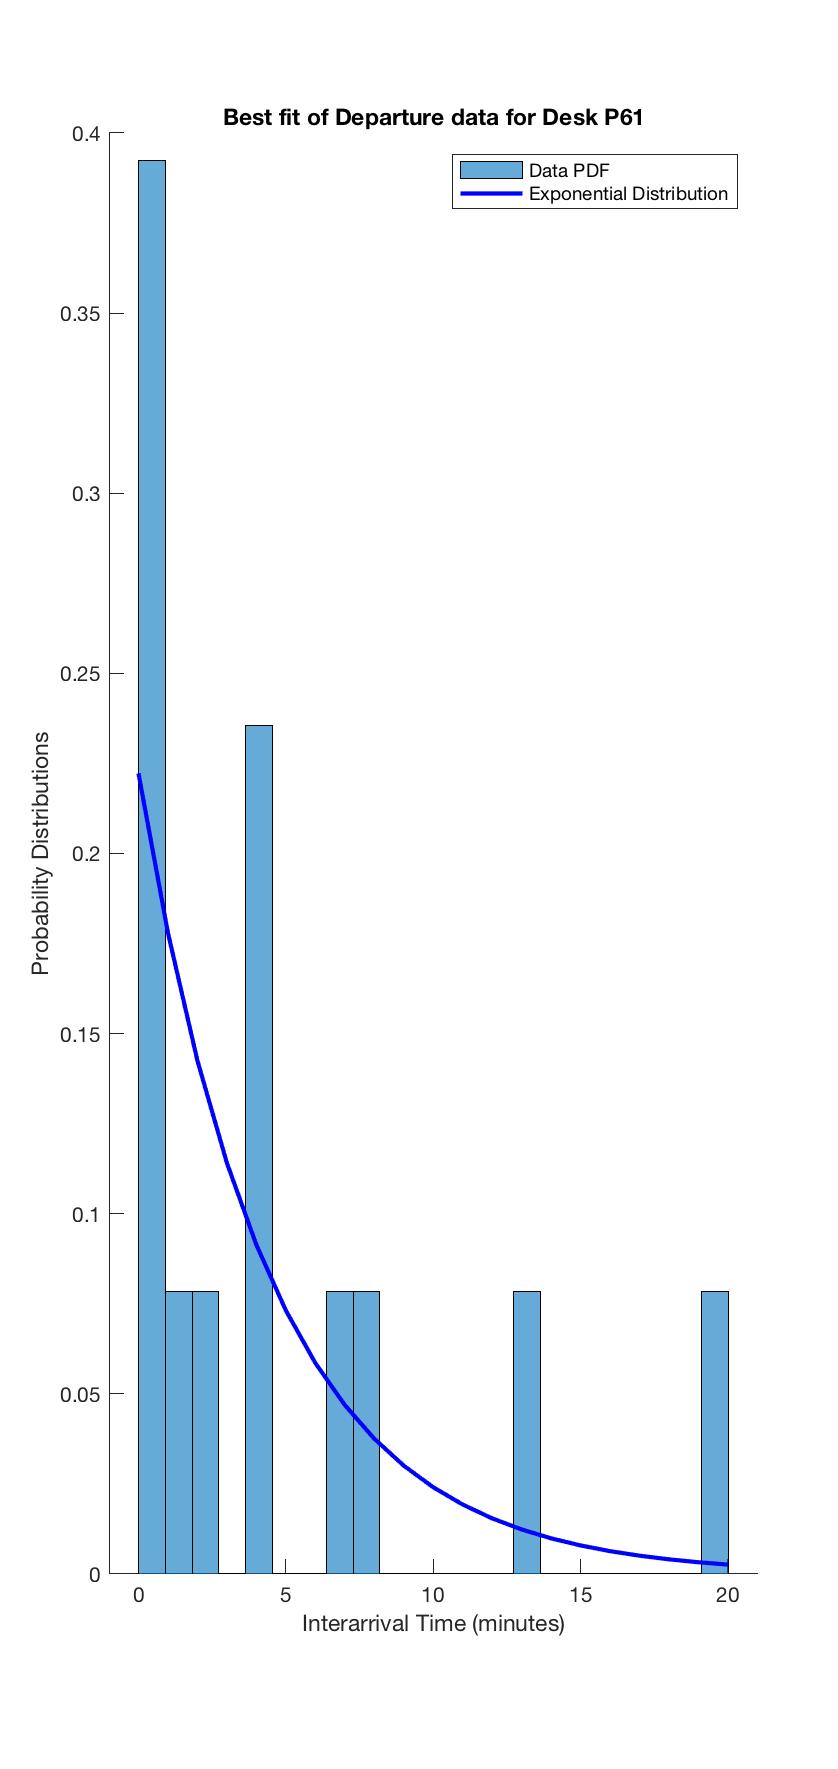 Best fit of Departure data for Desk P61
Data PDF
Exponential Distribution
0.4
0.35
0.3
0.25
0.2
0.15
0.1
0.05
0
Probability Distributions
0 5 10 15 20
Interarrival Time (minutes)